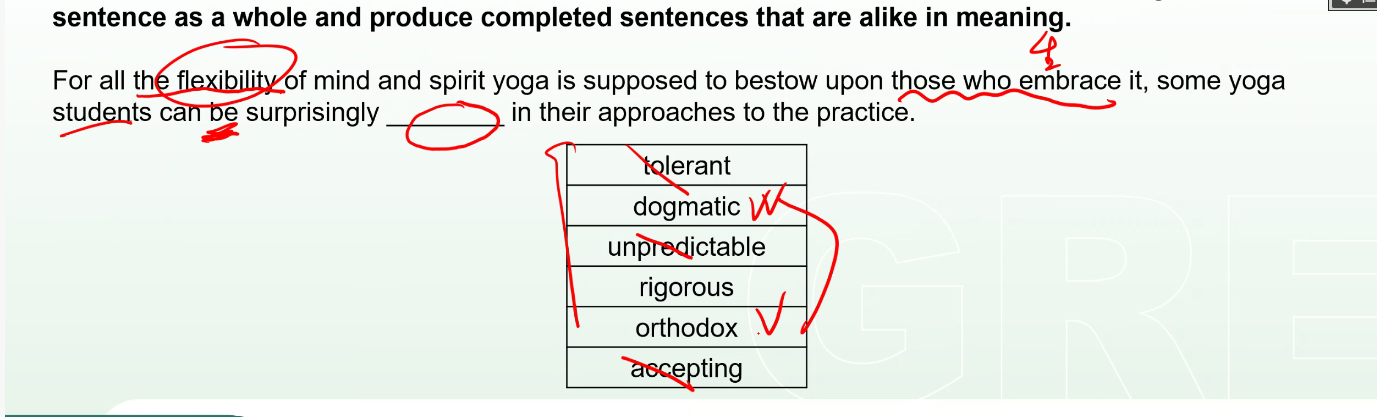 sentence as a whole and produce completed sentences that are alike in meaning.
For all the flexibility of mind and spirit yoga is supposed to bestow upon those who embrace it, some yoga
students can be surprisingly ________ in their approaches to the practice.
tolerant
dogmatic
unpredictable
rigorous
orthodox
accepting
GRE